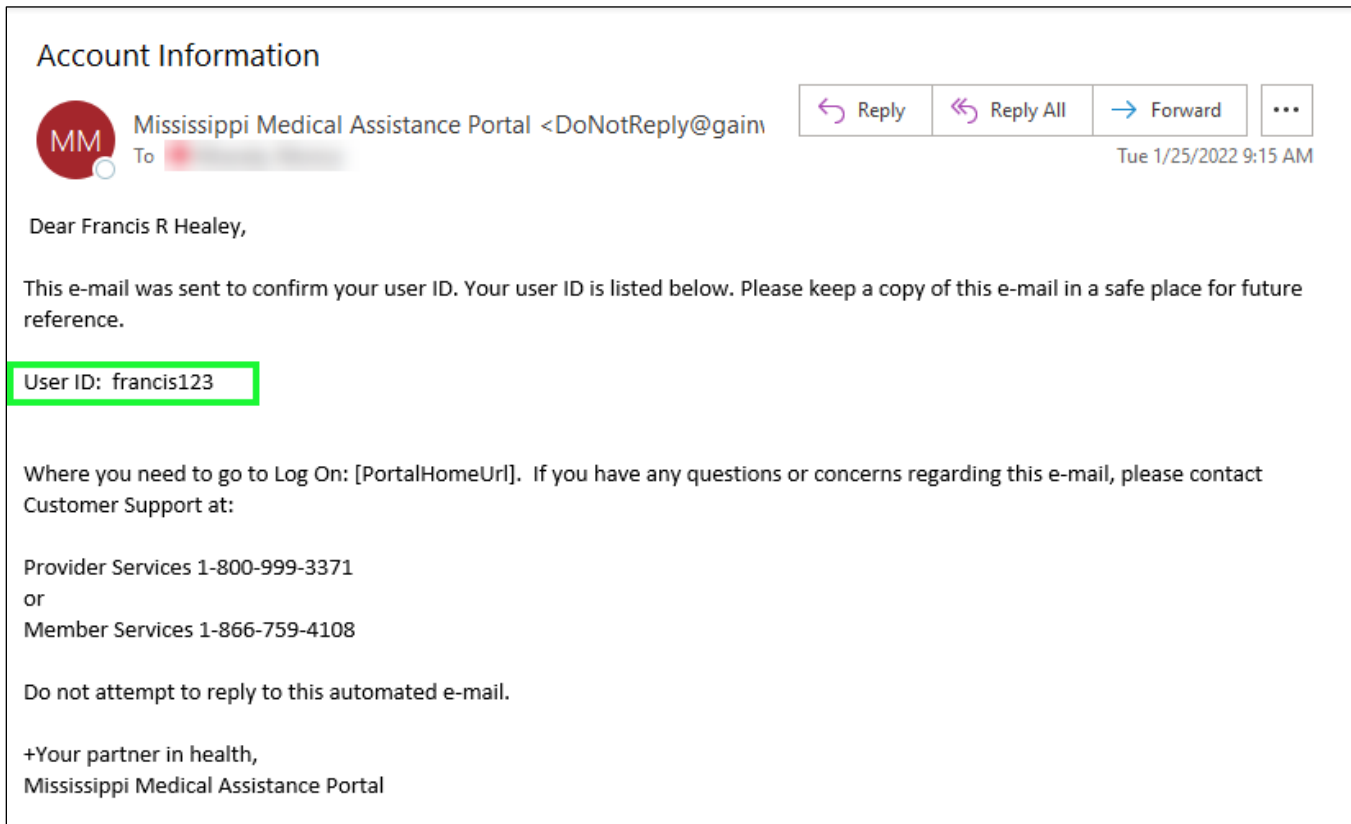 Account Information
Reply
Reply All
Forward
MM
Mississippi Medical Assistance Portal <DoNotReply@gainw
To
Tue 1/25/2022 9:15 AM
Dear Francis R Healey,
This e-mail was sent to confirm your user ID. Your user ID is listed below. Please keep a copy of this e-mail in a safe place for future
reference.
User ID:  francis123
Where you need to go to Log On: [PortalHomeUrl].  If you have any questions or concerns regarding this e-mail, please contact
Customer Support at:
Provider Services 1-800-999-3371
or
Member Services 1-866-759-4108
Do not attempt to reply to this automated e-mail.
+Your partner in health,
Mississippi Medical Assistance Portal